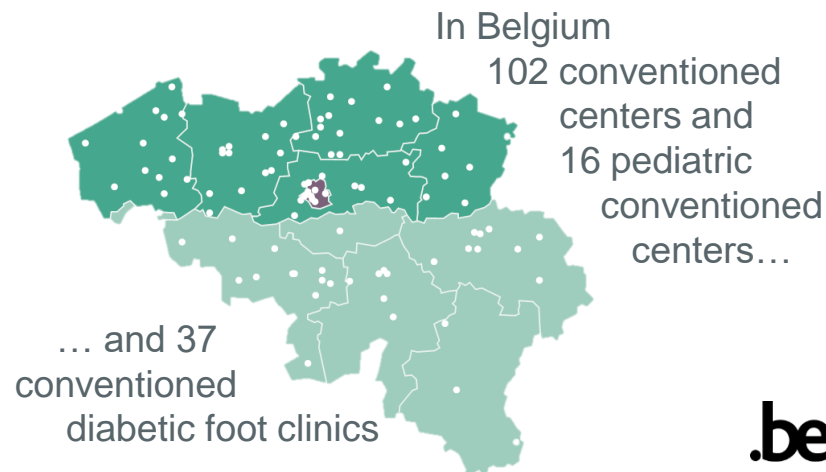 In Belgium
102 conventioned
centers and
16 pediatric
conventioned
centers…
… and 37
conventioned
diabetic foot clinics
.be